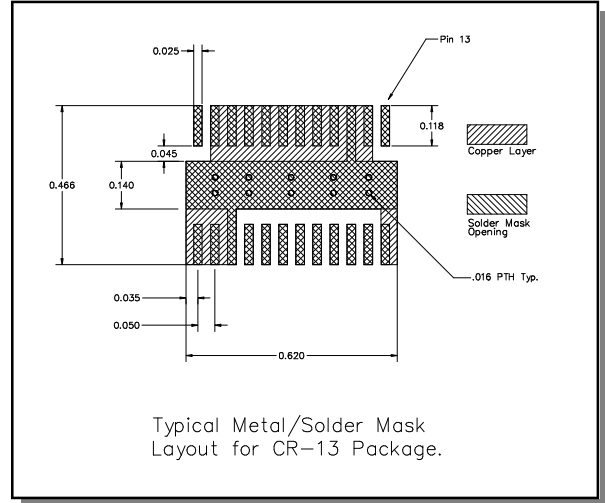 Pin 13
0.025
0.118
Copper Layer
0.045
0.466
0.140
Solder Mask
Opening
.016 PTH Typ.
0.035
0.050
0.620
Typical Metal/Solder Mask
Layout for CR-13 Package.